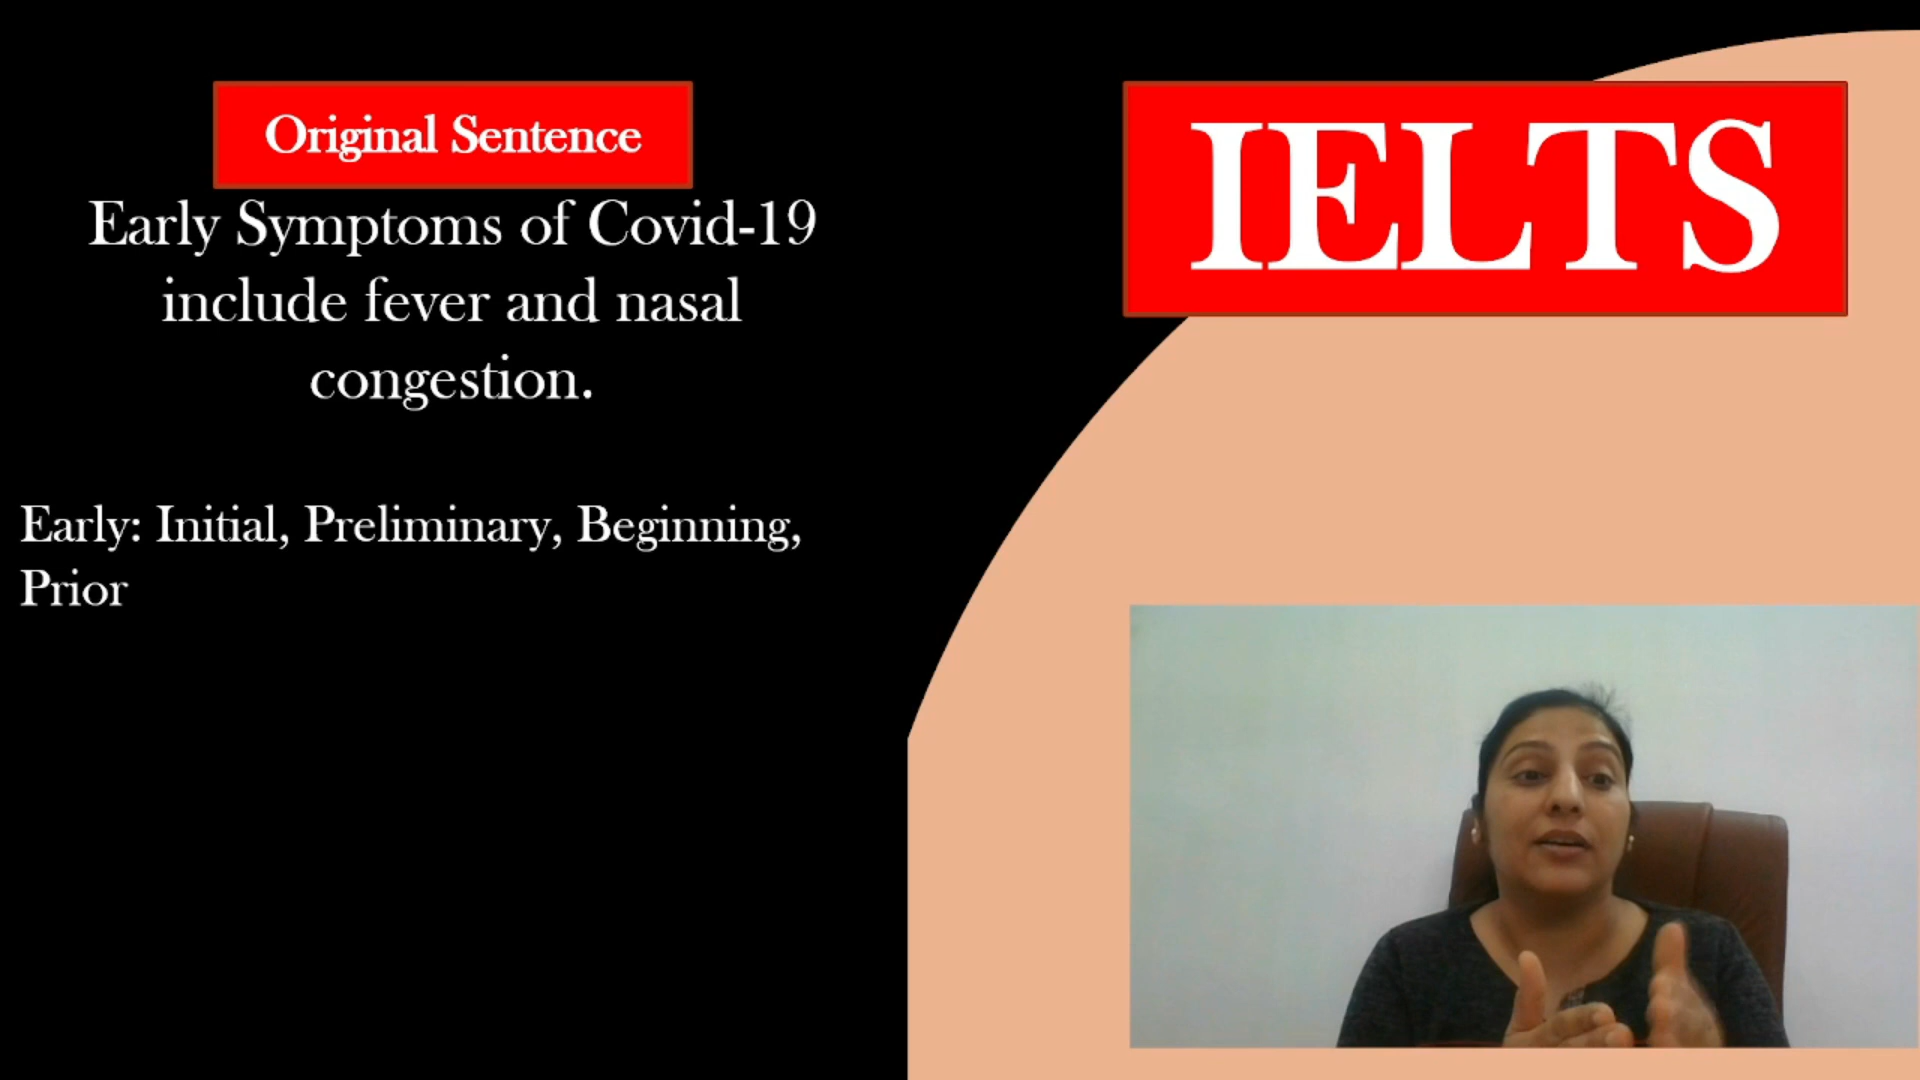 Original Sentence
Early Symptoms of Covid-19
include fever and nasal
congestion.
Early: Initial, Preliminary, Beginning,
Prior
IELTS